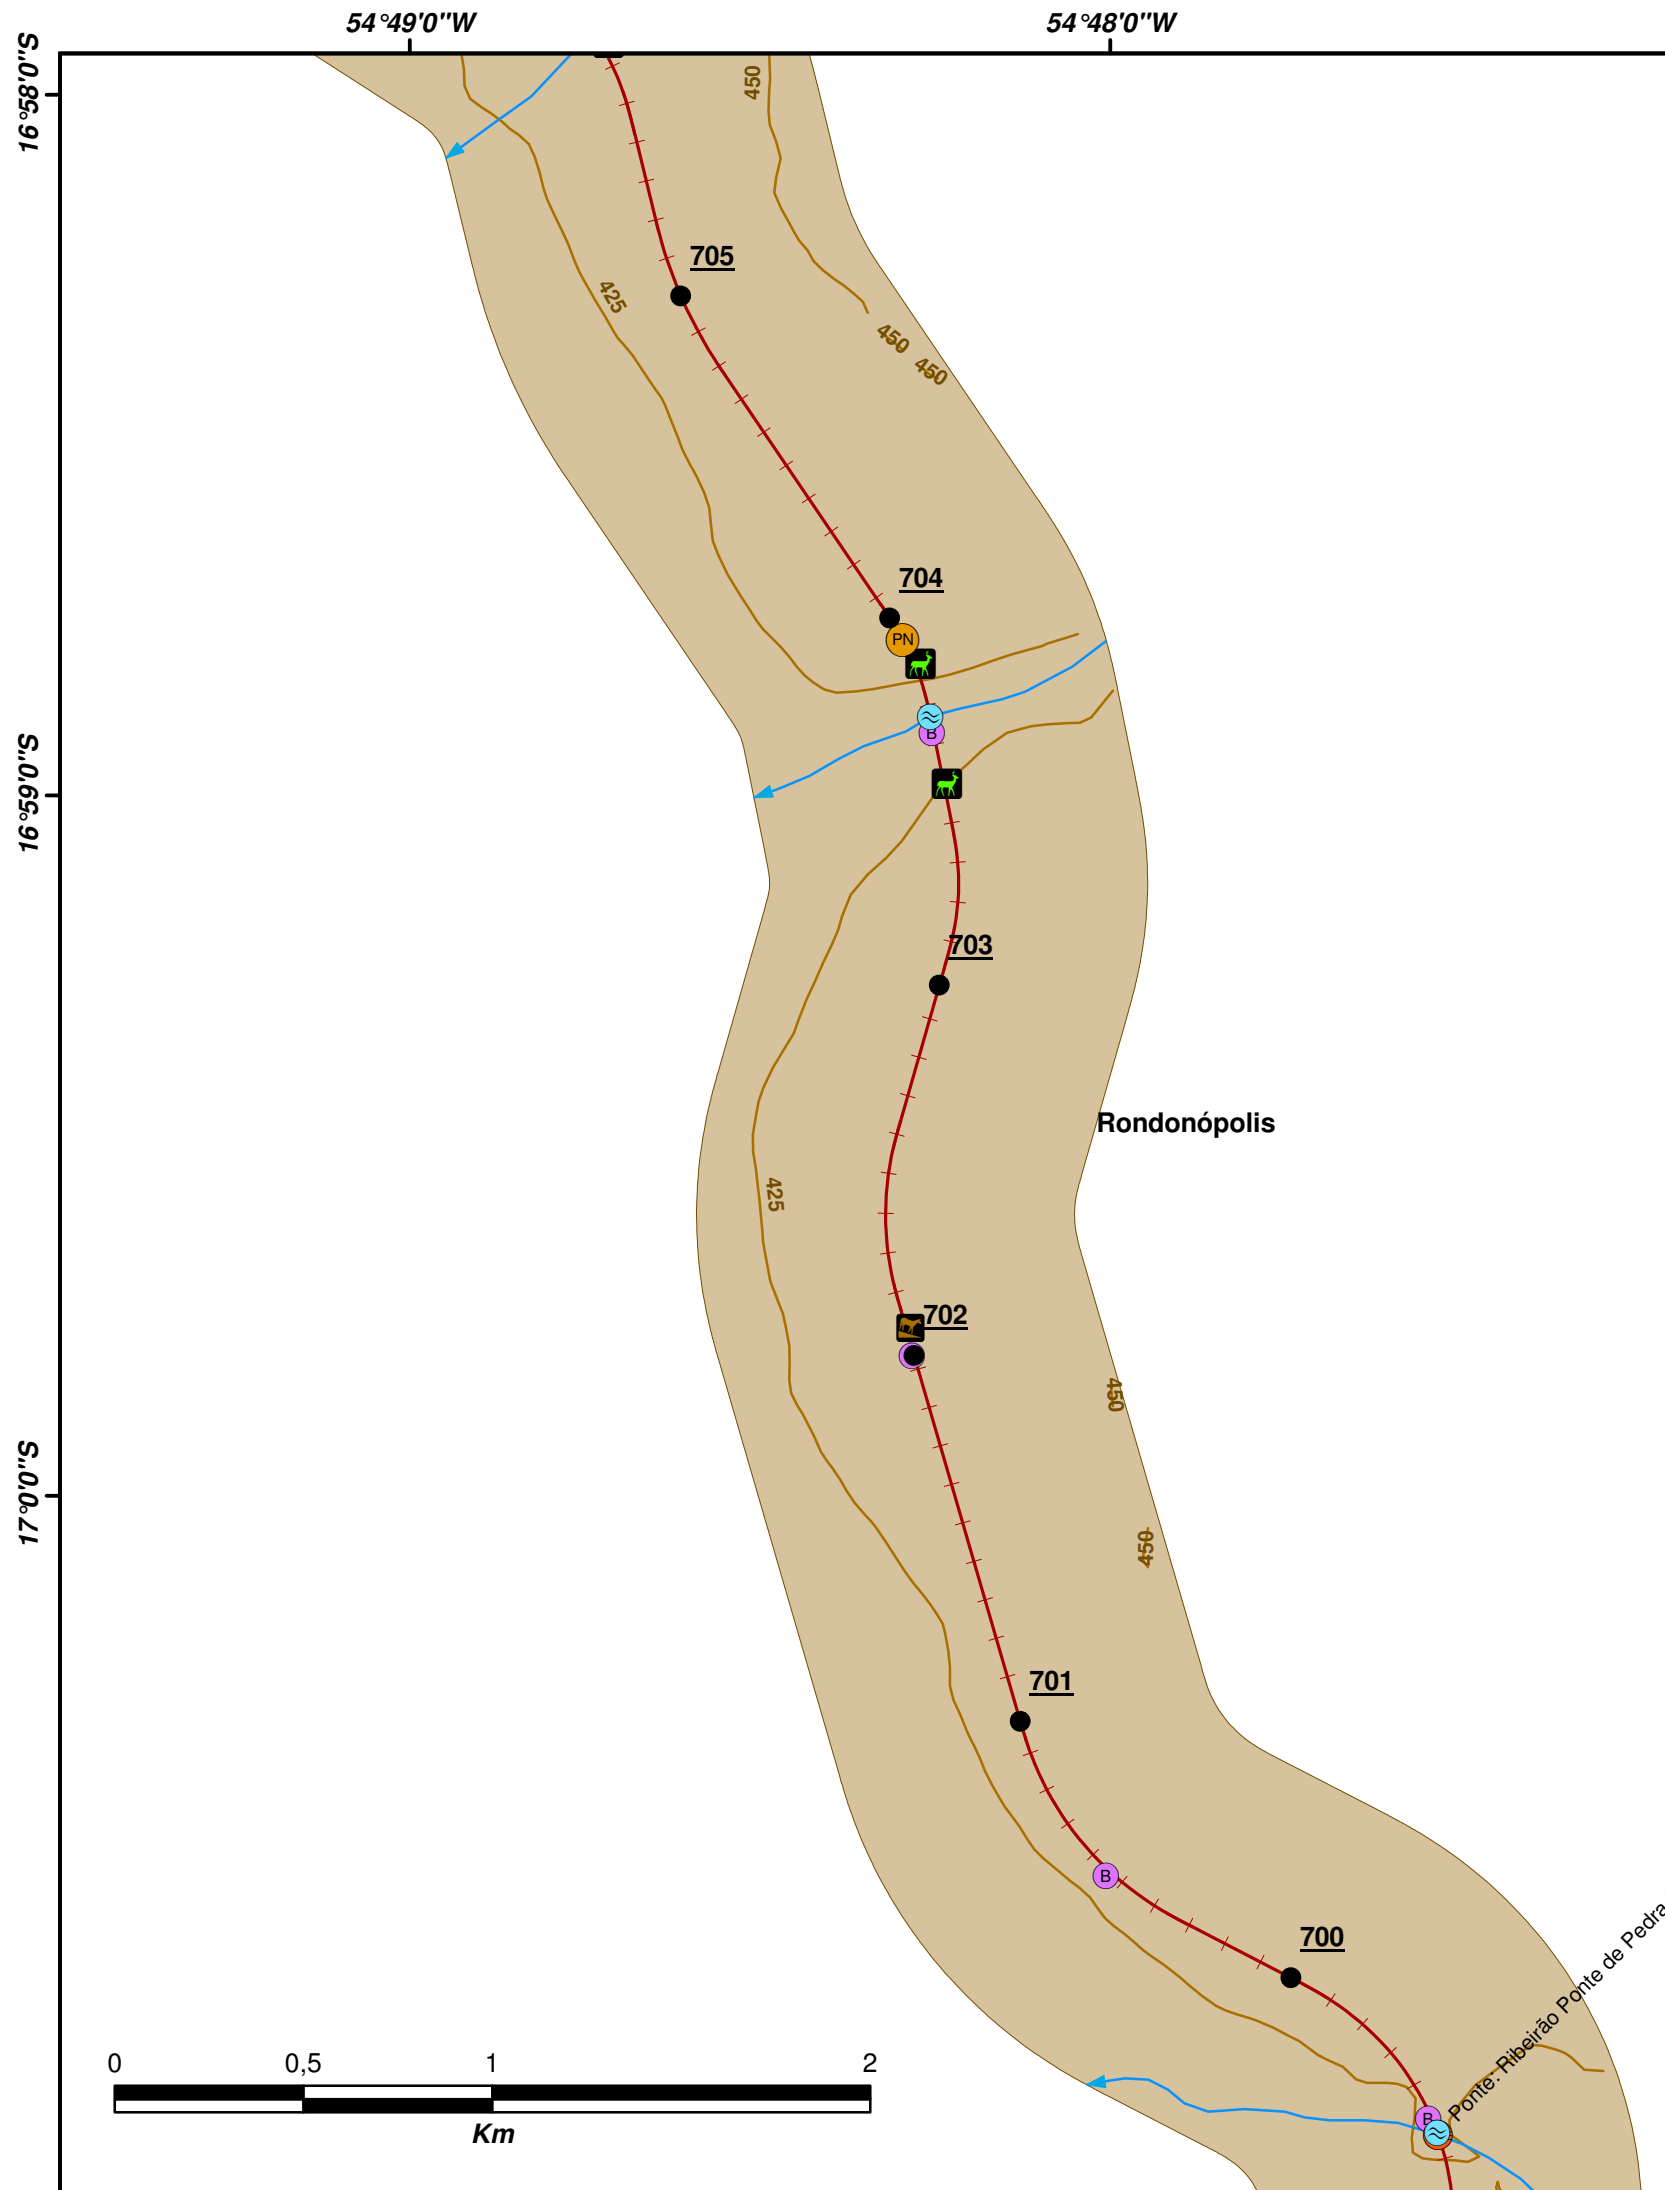 54°49'0"W
54°48'0"W
16°58'0"S
450
705
425
450
450
704
PN
B
16°59'0"S
703
Rondonópolis
425
702
450
17°0'0"S
450
701
B
700
Ponte: Ribeirão Ponte de Pedra
B
0 0,5 1 2
Km